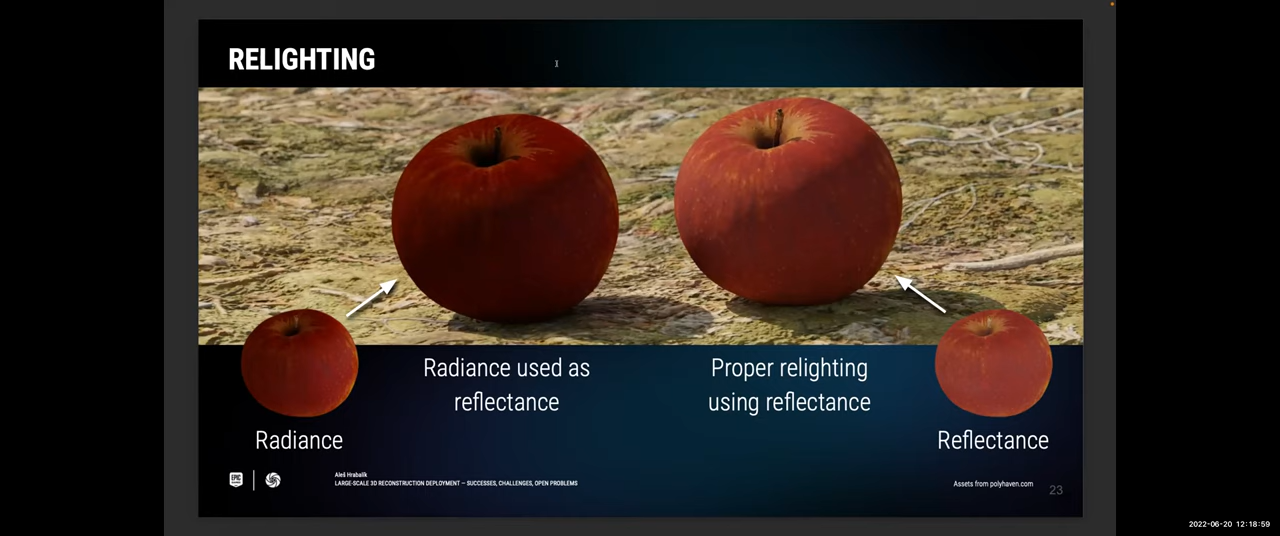 RELIGHTING
Radiance used as
reflectance
Proper relighting
using reflectance
Radiance
Reflectance
EPIC
Aleš Hrabalík
LARGE-SCALE 3D RECONSTRUCTION DEPLOYMENT – SUCCESSES, CHALLENGES, OPEN PROBLEMS
Assets from polyhaven.com
23
2022-06-20 12:18:59